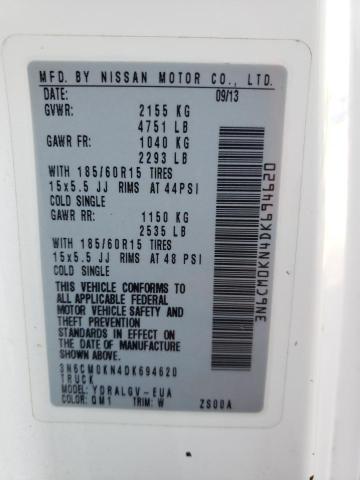 MFD. BY NISSAN MOTOR CO., LTD.
DATE: 09/13
GVWR: 2155 KG
4751 LB
GAWR FR: 1040 KG
2293 LB
WITH 185/60R15 TIRES
15x5.5 JJ RIMS AT 44PSI
COLD SINGLE
GAWR RR: 1150 KG
2535 LB
WITH 185/60R15 TIRES
15x5.5 JJ RIMS AT 48 PSI
COLD SINGLE
THIS VEHICLE CONFORMS TO
ALL APPLICABLE FEDERAL
MOTOR VEHICLE SAFETY AND
THEFT PREVENTION
STANDARDS IN EFFECT ON
THE DATE OF MANUFACTURE
SHOWN ABOVE.
3N6CM0KN4DK694620
TRUCK
MODEL: YDRALGV-EUA
COLOR: QM1 TRIM: W ZS00A
3N6CM0KN4DK694620